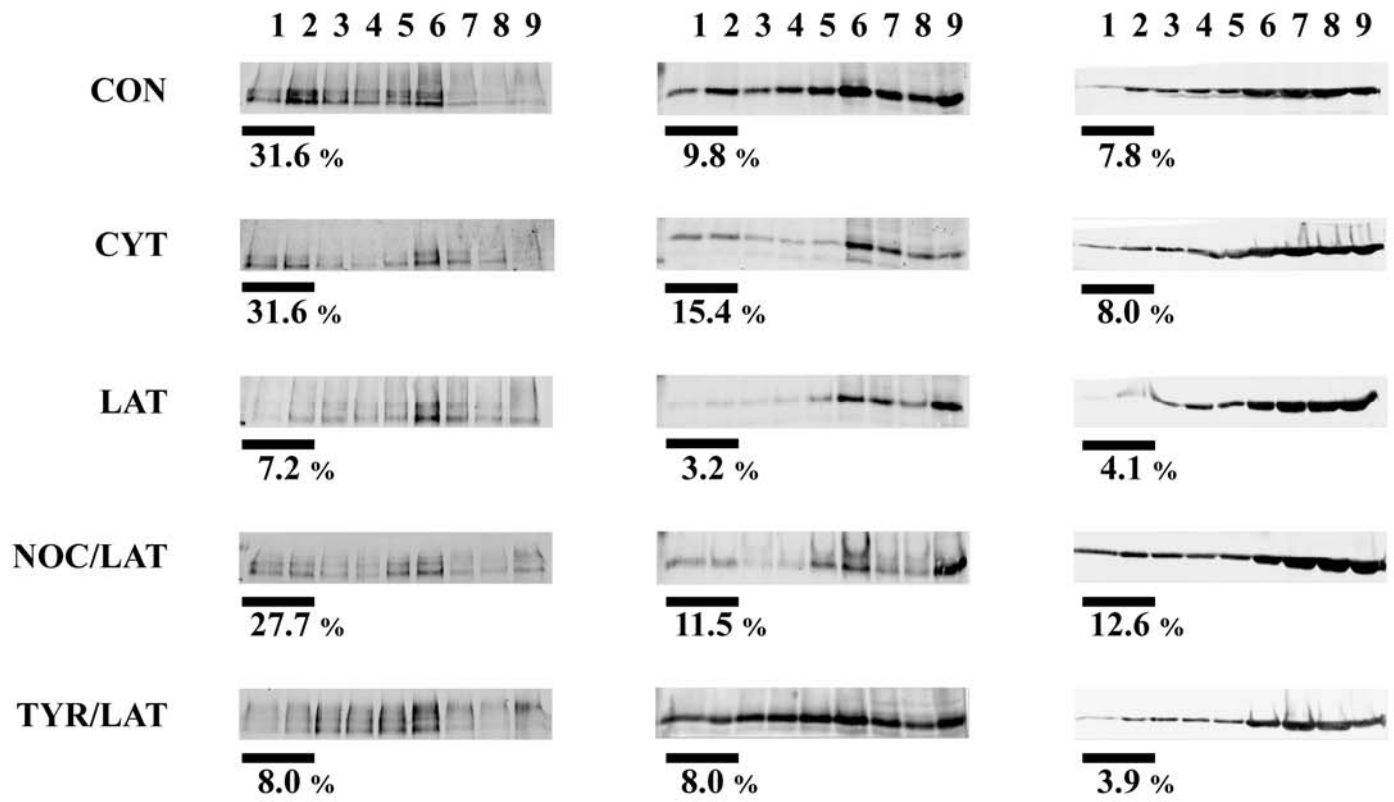 1 2 3 4 5 6 7 8 9 1 2 3 4 5 6 7 8 9 1 2 3 4 5 6 7 8 9
CON
31.6 % 9.8 % 7.8 %
CYT
31.6 % 15.4 % 8.0 %
LAT
7.2 % 3.2 % 4.1 %
NOC/LAT
27.7 % 11.5 % 12.6 %
TYR/LAT
8.0 % 8.0 % 3.9 %